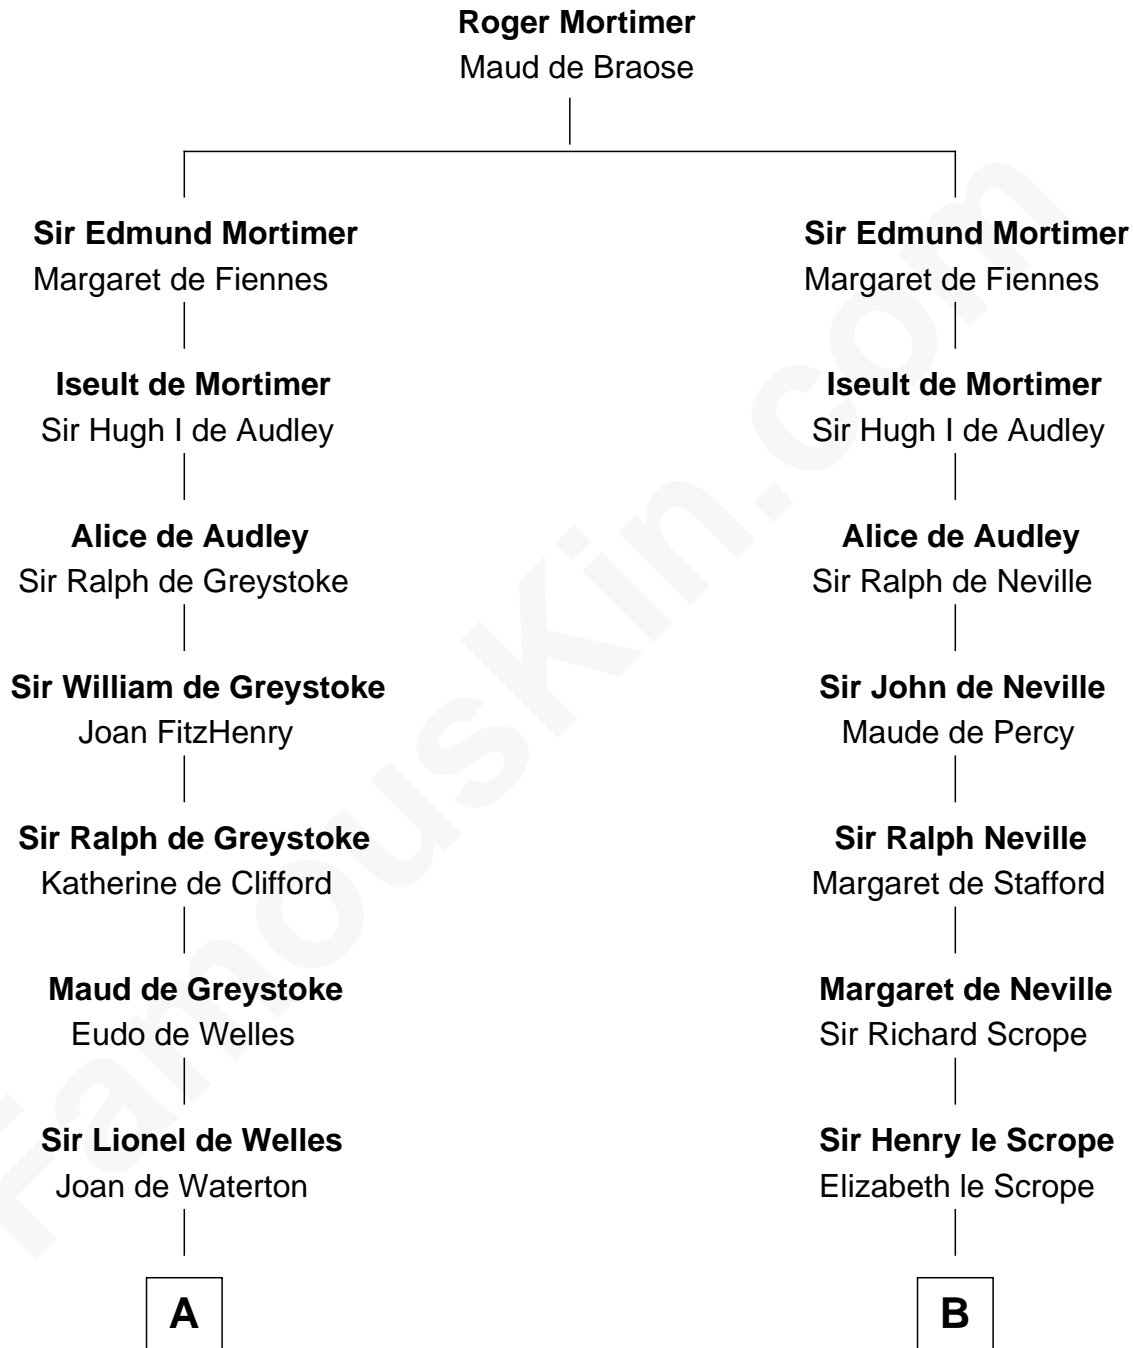 Roger Mortimer
Maud de Braose
Sir Edmund Mortimer
Margaret de Fiennes
Iseult de Mortimer
Sir Hugh I de Audley
Alice de Audley
Sir Ralph de Greystoke
Sir William de Greystoke
Joan FitzHenry
Sir Ralph de Greystoke
Katherine de Clifford
Maud de Greystoke
Eudo de Welles
Sir Lionel de Welles
Joan de Waterton
A
Sir Edmund Mortimer
Margaret de Fiennes
Iseult de Mortimer
Sir Hugh I de Audley
Alice de Audley
Sir Ralph de Neville
Sir John de Neville
Maude de Percy
Sir Ralph Neville
Margaret de Stafford
Margaret de Neville
Sir Richard Scrope
Sir Henry le Scrope
Elizabeth le Scrope
B
FamousKin.com